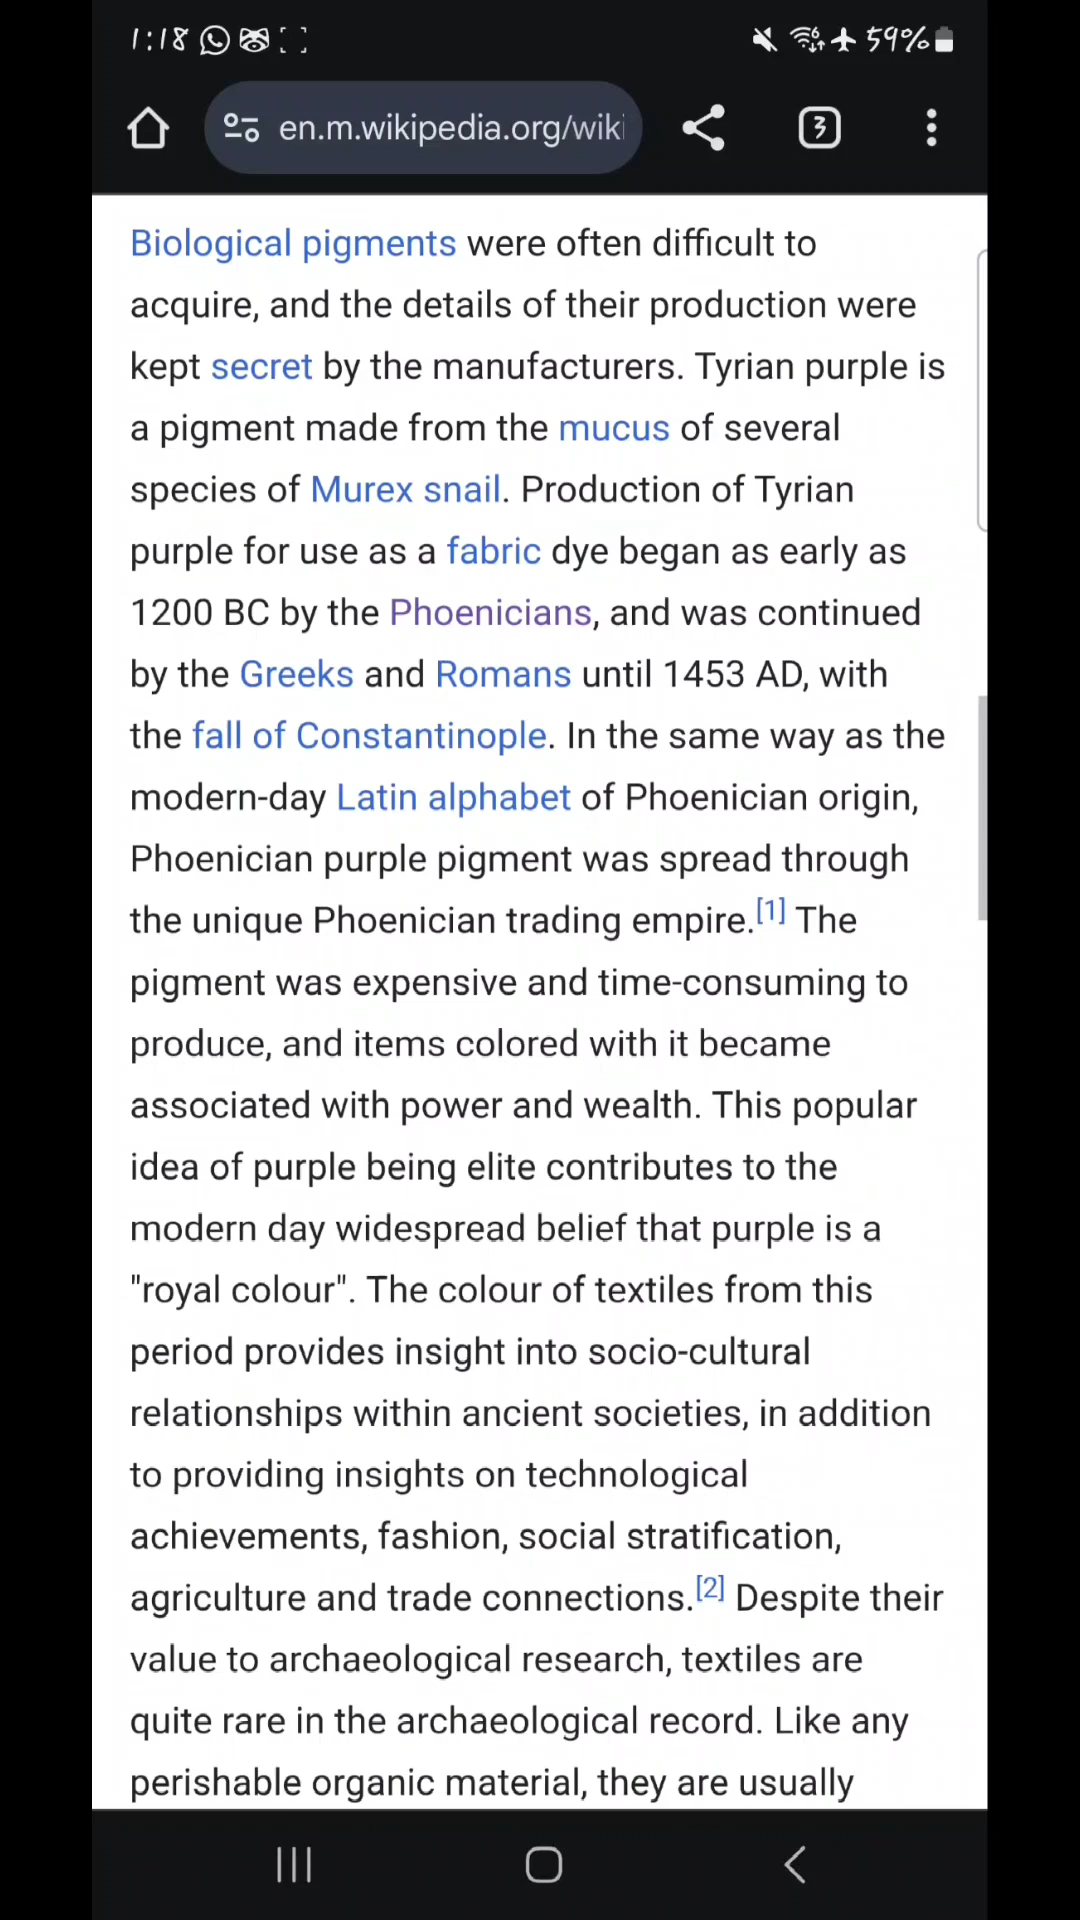 1:18
59%
en.m.wikipedia.org/wiki
3
Biological pigments were often difficult to
acquire, and the details of their production were
kept secret by the manufacturers. Tyrian purple is
a pigment made from the mucus of several
species of Murex snail. Production of Tyrian
purple for use as a fabric dye began as early as
1200 BC by the Phoenicians, and was continued
by the Greeks and Romans until 1453 AD, with
the fall of Constantinople. In the same way as the
modern-day Latin alphabet of Phoenician origin,
Phoenician purple pigment was spread through
the unique Phoenician trading empire.[1] The
pigment was expensive and time-consuming to
produce, and items colored with it became
associated with power and wealth. This popular
idea of purple being elite contributes to the
modern day widespread belief that purple is a
"royal colour". The colour of textiles from this
period provides insight into socio-cultural
relationships within ancient societies, in addition
to providing insights on technological
achievements, fashion, social stratification,
agriculture and trade connections.[2] Despite their
value to archaeological research, textiles are
quite rare in the archaeological record. Like any
perishable organic material, they are usually